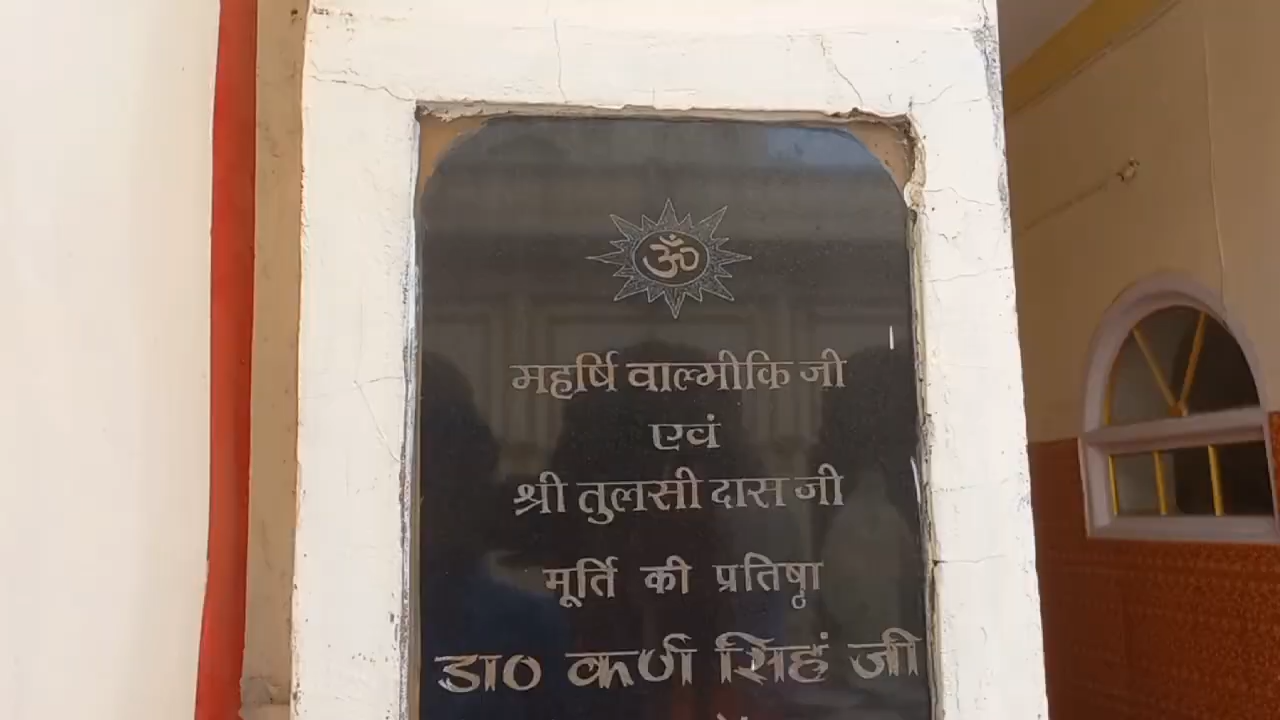 ॐ
महर्षि वाल्मीकि जी
एवं
श्री तुलसी दास जी
मूर्ति की प्रतिष्ठा
डा० कर्ण सिहं जी